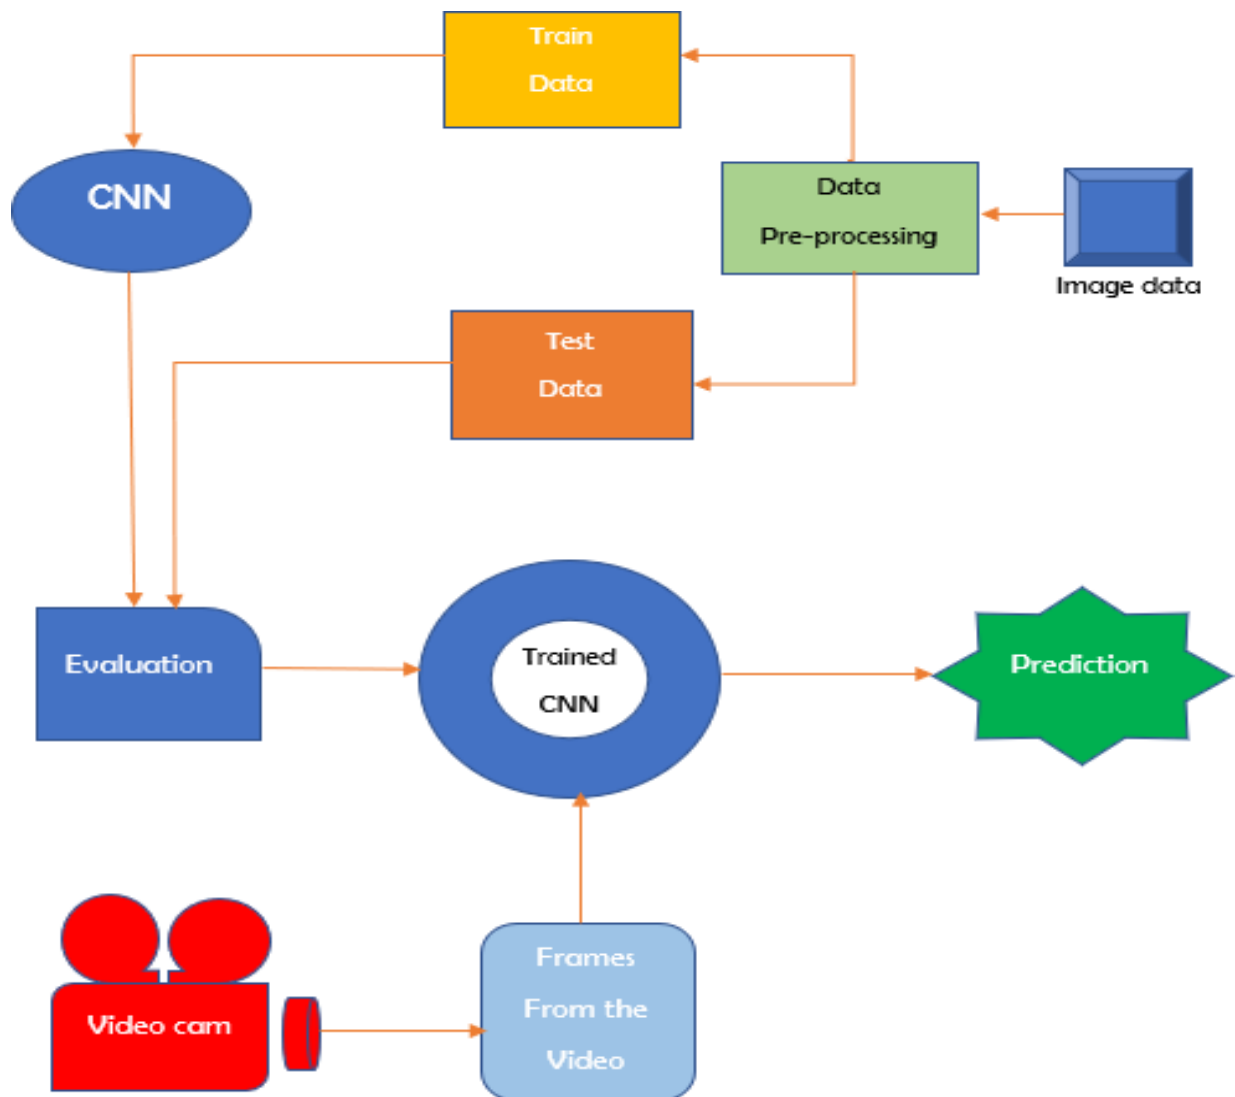 Train
Data
CNN
Data
Pre-processing
Image data
Test
Data
Evaluation
Trained
CNN
Prediction
Frames
From the
Video
Video cam